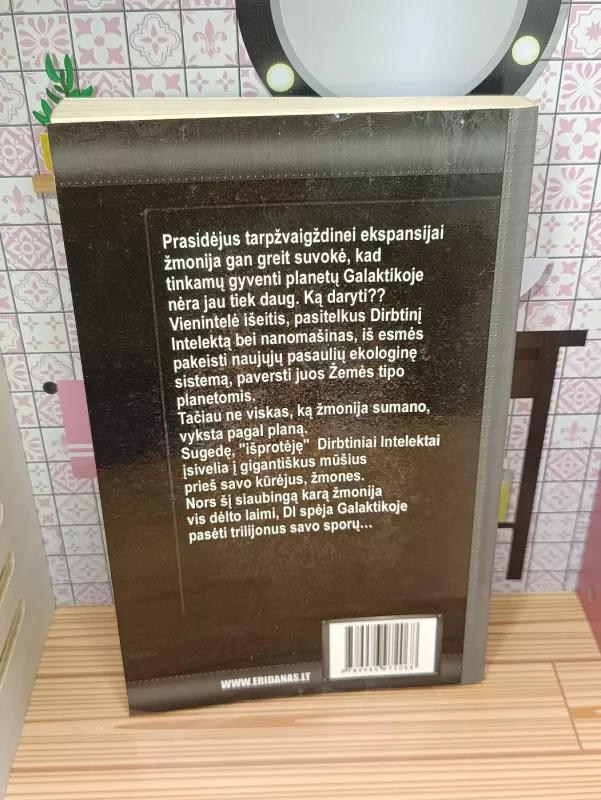 Prasidėjus tarpžvaigždinei ekspansijai
žmonija gan greit suvokė, kad
tinkamų gyventi planetų Galaktikoje
nėra jau tiek daug. Ką daryti??
Vienintelė išeitis, pasitelkus Dirbtinį
Intelektą bei nanomašinas, iš esmės
pakeisti naujųjų pasaulių ekologinę
sistemą, paversti juos Žemės tipo
planetomis.
Tačiau ne viskas, ką žmonija sumano,
vyksta pagal planą.
Sugedę, "išprotėję" Dirbtiniai Intelektai
įsivelia į gigantiškus mūšius
prieš savo kūrėjus, žmones.
Nors šį siaubingą karą žmonija
vis dėlto laimi, DI spėja Galaktikoje
pasėti trilijonus savo sporų...
WWW.ERIDANAS.LT